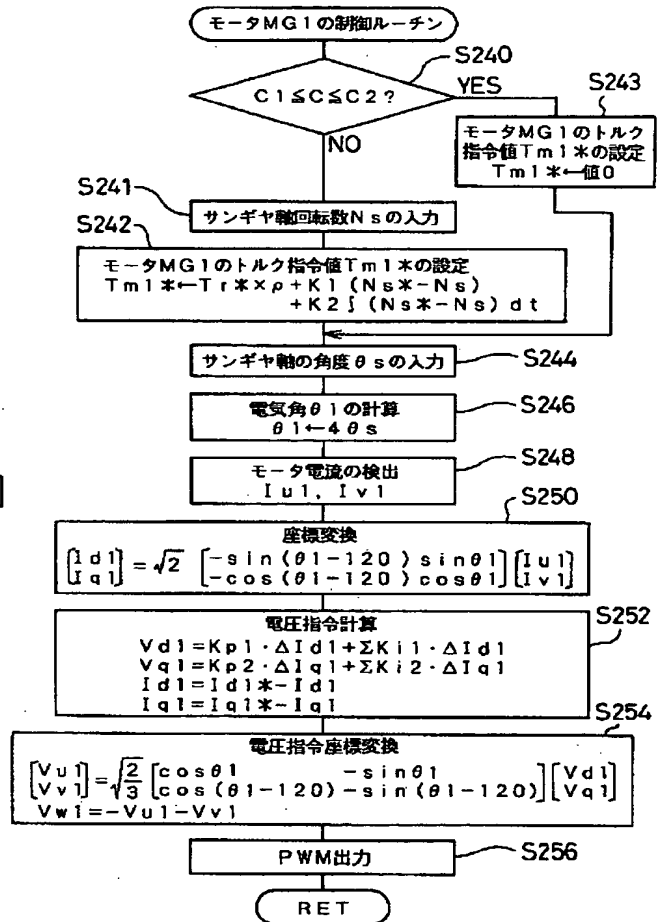 モータMG1の制御ルーチン
S240
C1≦C≦C2?
YES
S243
モータMG1のトルク
指令値Tm1*の設定
Tm1*←値0
NO
S241
サンギヤ軸回転数Nsの入力
S242
モータMG1のトルク指令値Tm1*の設定
Tm1*←Tr*×ρ+K1(Ns*-Ns)
+K2∫(Ns*-Ns)dt
サンギヤ軸の角度θsの入力
S244
電気角θ1の計算
θ1←4θs
S246
モータ電流の検出
Iu1, Iv1
S248
S250
座標変換
[Id1]=√2 [-sin(θ1-120) sinθ1][Iu1]
[Iq1] [-cos(θ1-120) cosθ1][Iv1]
S252
電圧指令計算
Vd1=Kp1・ΔId1+ΣKi1・ΔId1
Vq1=Kp2・ΔIq1+ΣKi2・ΔIq1
Id1=Id1*-Id1
Iq1=Iq1*-Iq1
S254
電圧指令座標変換
[Vu1]=√2/3 [cosθ1 -sinθ1][Vd1]
[Vv1] [cos(θ1-120)-sin(θ1-120)][Vq1]
Vw1=-Vu1-Vv1
PWM出力
S256
RET